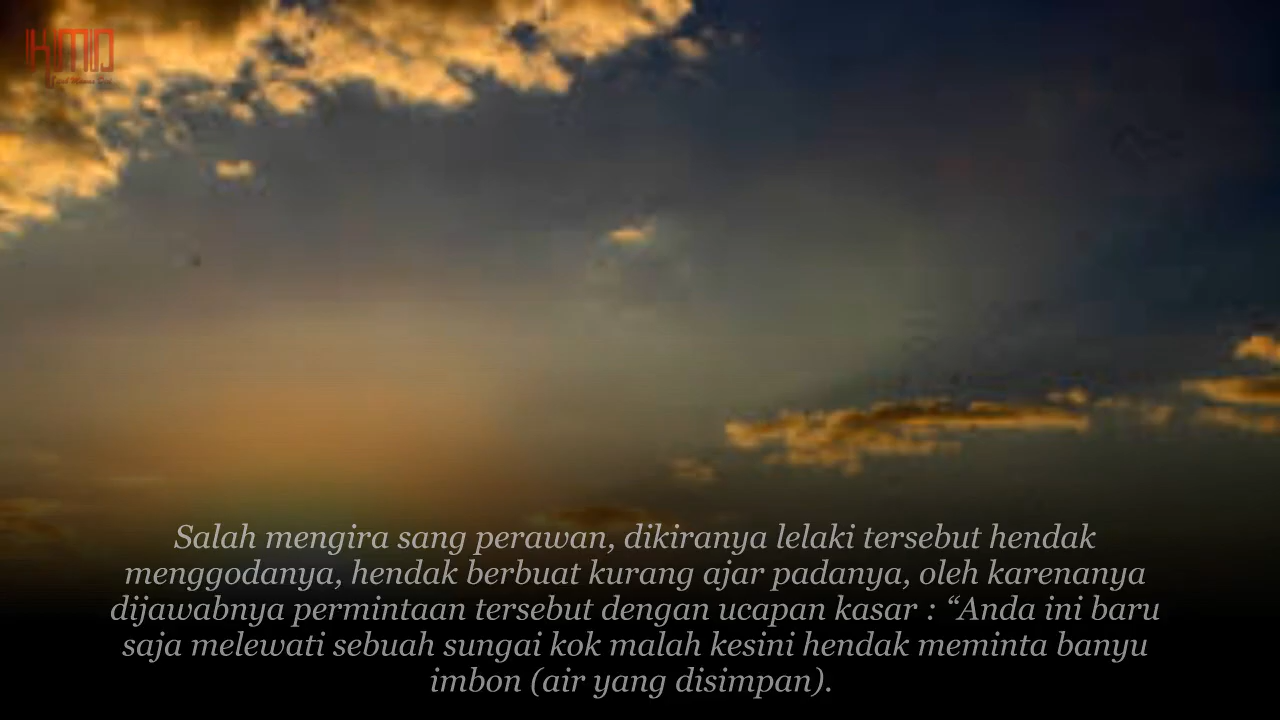 Salah mengira sang perawan, dikiranya lelaki tersebut hendak
menggodanya, hendak berbuat kurang ajar padanya, oleh karenanya
dijawabnya permintaan tersebut dengan ucapan kasar : “Anda ini baru
saja melewati sebuah sungai kok malah kesini hendak meminta banyu
imbon (air yang disimpan).